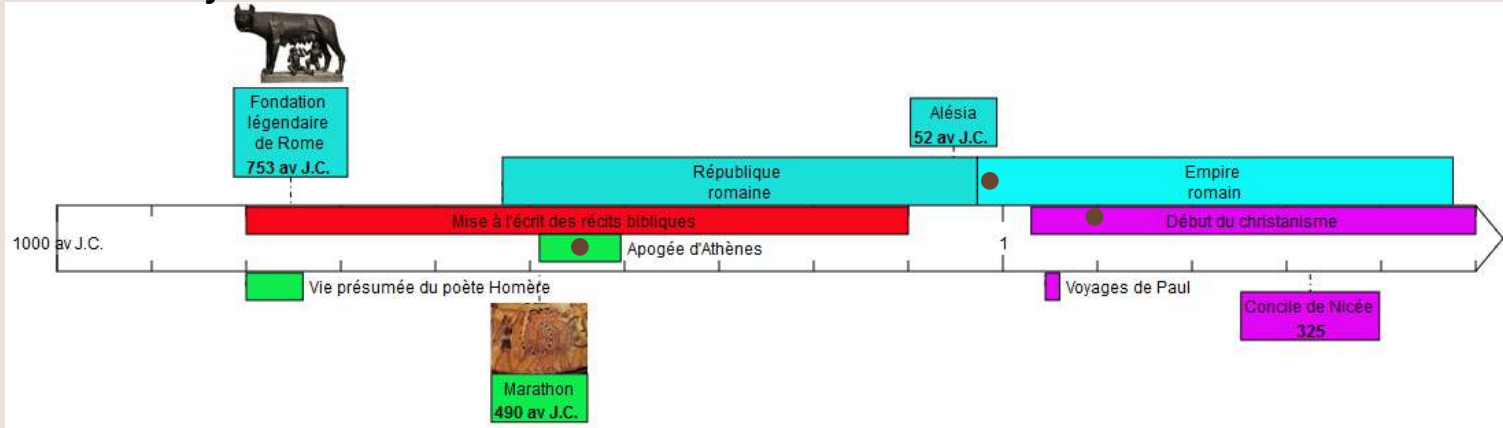 Fondation
légendaire
de Rome
753 av J.C.
Alésia
52 av J.C.
République
romaine
Empire
romain
Mise à l'écrit des récits bibliques
Début du christanisme
1000 av J.C.
Apogée d'Athènes
1
Vie présumée du poète Homère
Voyages de Paul
Concile de Nicée
325
Marathon
490 av J.C.